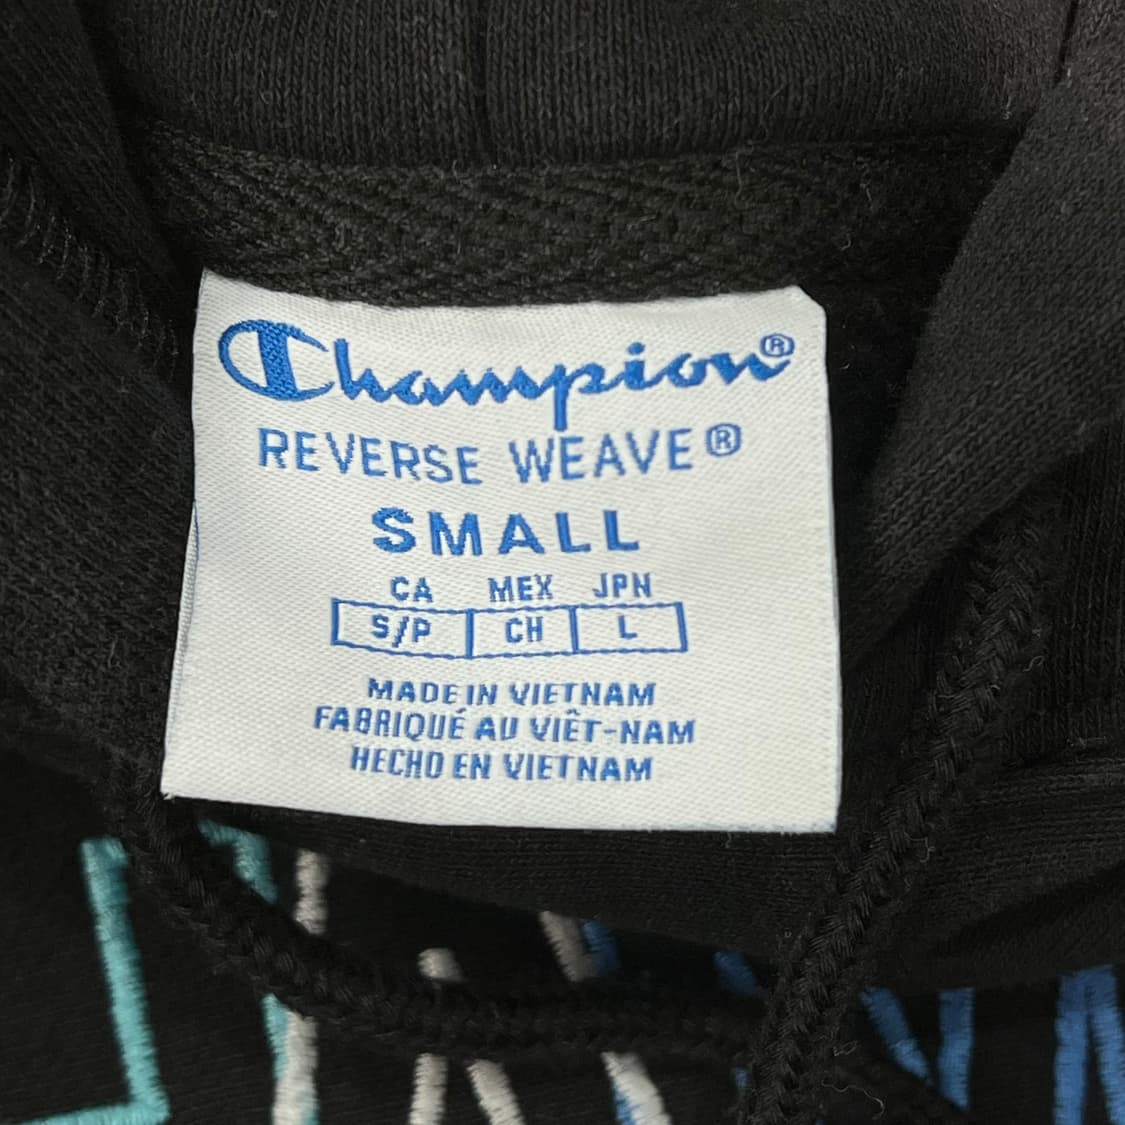 Champion®
REVERSE WEAVE®
SMALL
CA MEX JPN
S/P CH L
MADE IN VIETNAM
FABRIQUÉ AU VIÊT-NAM
HECHO EN VIETNAM